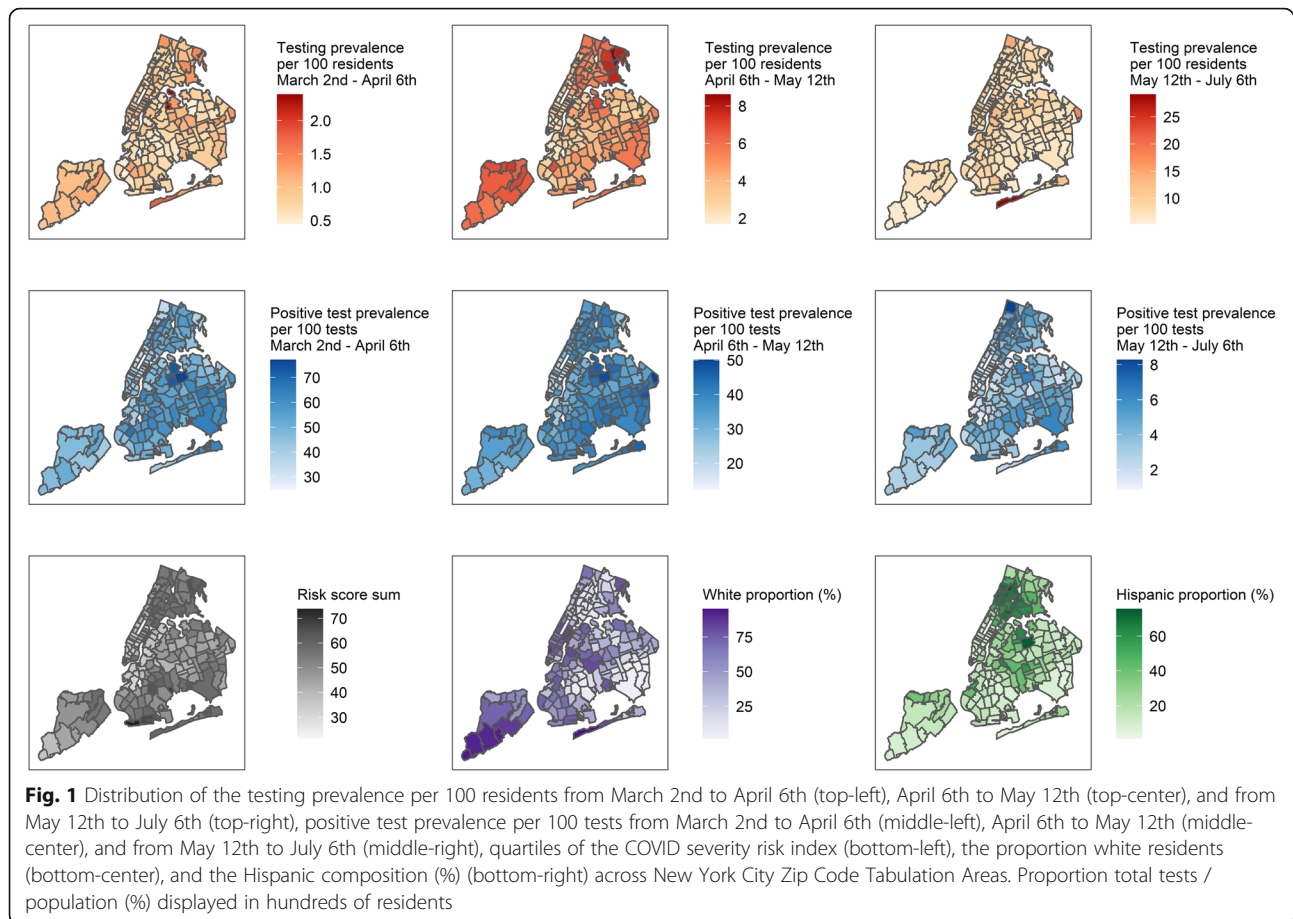 Testing prevalence
per 100 residents
March 2nd - April 6th
2.0
1.5
1.0
0.5
Testing prevalence
per 100 residents
April 6th - May 12th
8
6
4
2
Testing prevalence
per 100 residents
May 12th - July 6th
25
20
15
10
Positive test prevalence
per 100 tests
March 2nd - April 6th
70
60
50
40
30
Positive test prevalence
per 100 tests
April 6th - May 12th
50
40
30
20
Positive test prevalence
per 100 tests
May 12th - July 6th
8
6
4
2
Risk score sum
70
60
50
40
30
White proportion (%)
75
50
25
Hispanic proportion (%)
60
40
20
Fig. 1 Distribution of the testing prevalence per 100 residents from March 2nd to April 6th (top-left), April 6th to May 12th (top-center), and from
May 12th to July 6th (top-right), positive test prevalence per 100 tests from March 2nd to April 6th (middle-left), April 6th to May 12th (middle-
center), and from May 12th to July 6th (middle-right), quartiles of the COVID severity risk index (bottom-left), the proportion white residents
(bottom-center), and the Hispanic composition (%) (bottom-right) across New York City Zip Code Tabulation Areas. Proportion total tests /
population (%) displayed in hundreds of residents